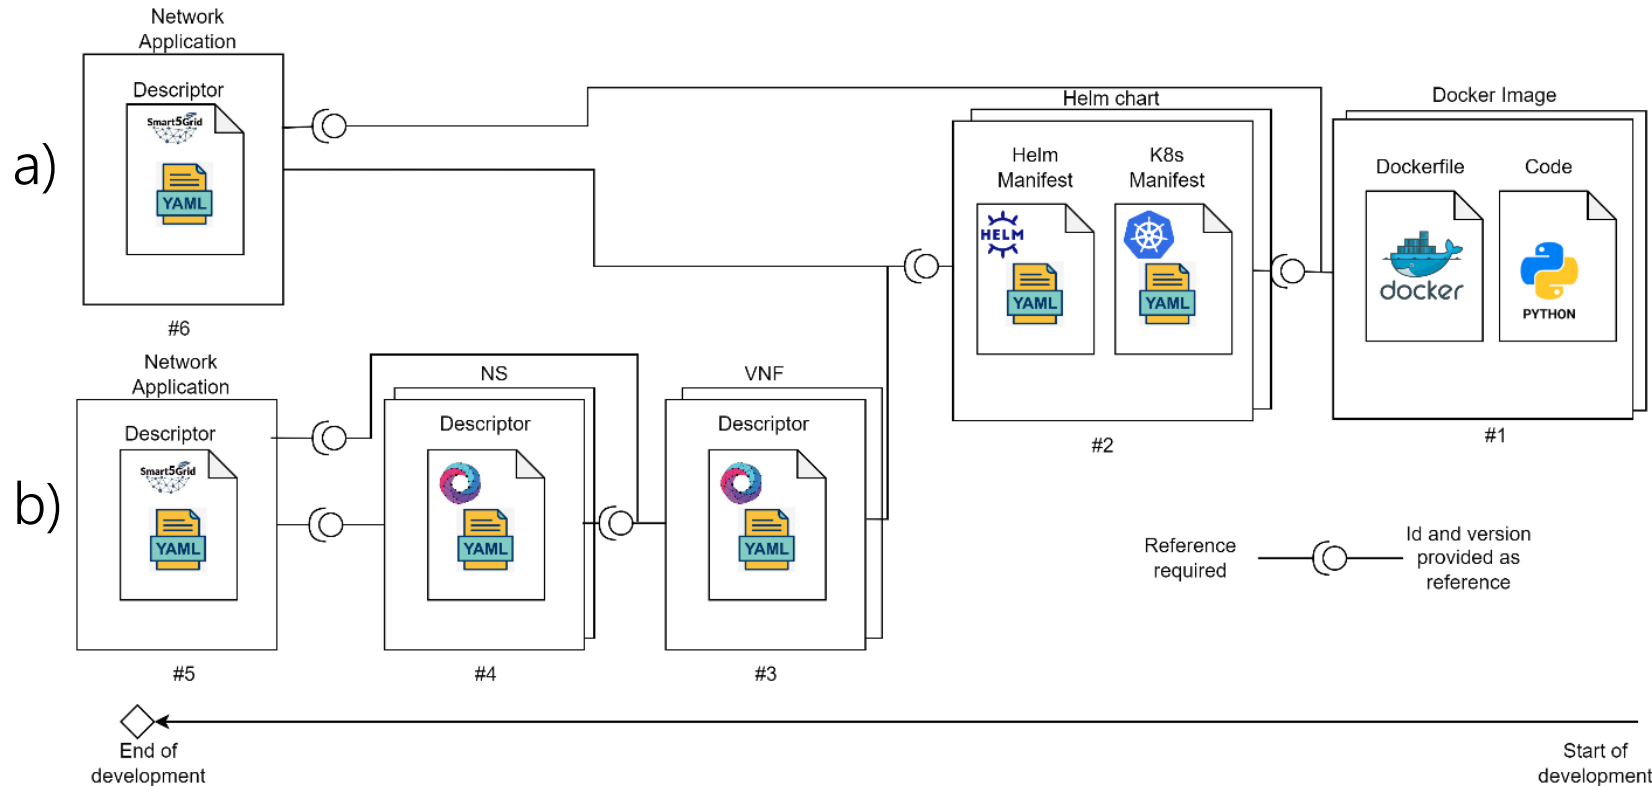 a)
Network
Application
Descriptor
Smart5Grid
YAML
#6
Helm chart
Helm
Manifest
HELM
YAML
K8s
Manifest
YAML
#2
Docker Image
Dockerfile
docker
Code
PYTHON
#1
b)
Network
Application
Descriptor
Smart5Grid
YAML
#5
NS
Descriptor
YAML
#4
VNF
Descriptor
YAML
#3
Reference
required
Id and version
provided as
reference
End of
development
Start of
development